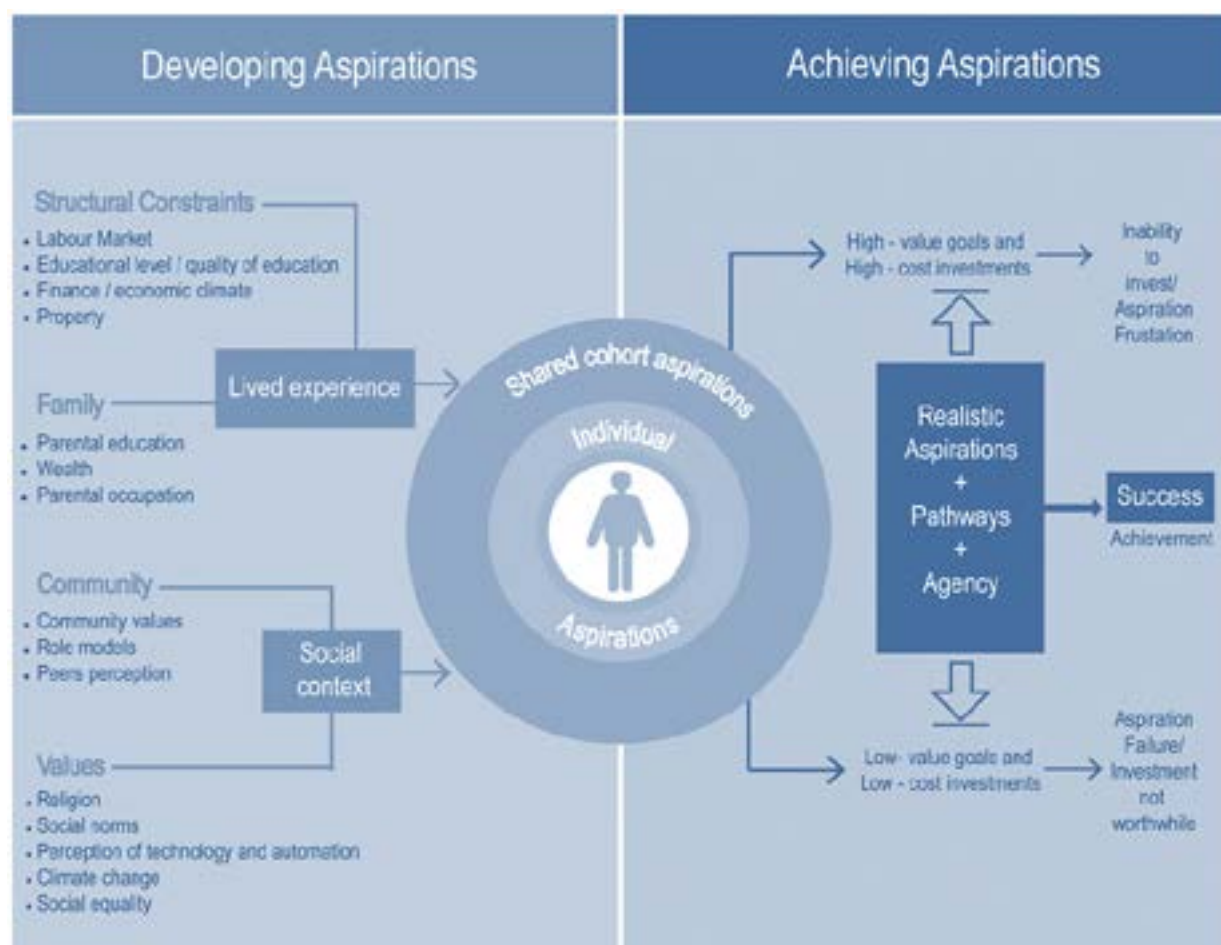 Developing Aspirations
Achieving Aspirations
Structural Constraints
• Labour Market
• Educational level / quality of education
• Finance / economic climate
• Property
Lived experience
Family
• Parental education
• Wealth
• Parental occupation
Community
• Community values
• Role models
• Peers perception
Social
context
Values
• Religion
• Social norms
• Perception of technology and automation
• Climate change
• Social equality
Shared cohort aspirations
Individual
Aspirations
High - value goals and
High - cost investments
Inability
to
invest/
Aspiration
Frustation
Realistic
Aspirations
+
Pathways
+
Agency
Success
Achievement
Low- value goals and
Low - cost investments
Aspiration
Failure/
Investment
not
worthwhile